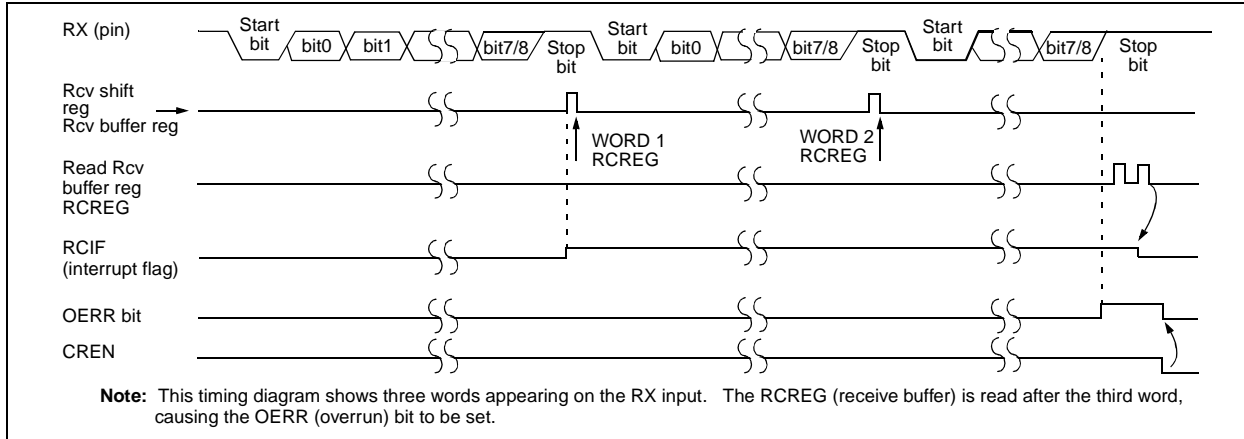 RX (pin)
Start
bit
bit0
bit1
bit7/8
Stop
bit
Start
bit
bit0
bit7/8
Stop
bit
Start
bit
bit7/8
Stop
bit
Rcv shift
reg
Rcv buffer reg
WORD 1
RCREG
WORD 2
RCREG
Read Rcv
buffer reg
RCREG
RCIF
(interrupt flag)
OERR bit
CREN
Note: This timing diagram shows three words appearing on the RX input. The RCREG (receive buffer) is read after the third word,
causing the OERR (overrun) bit to be set.